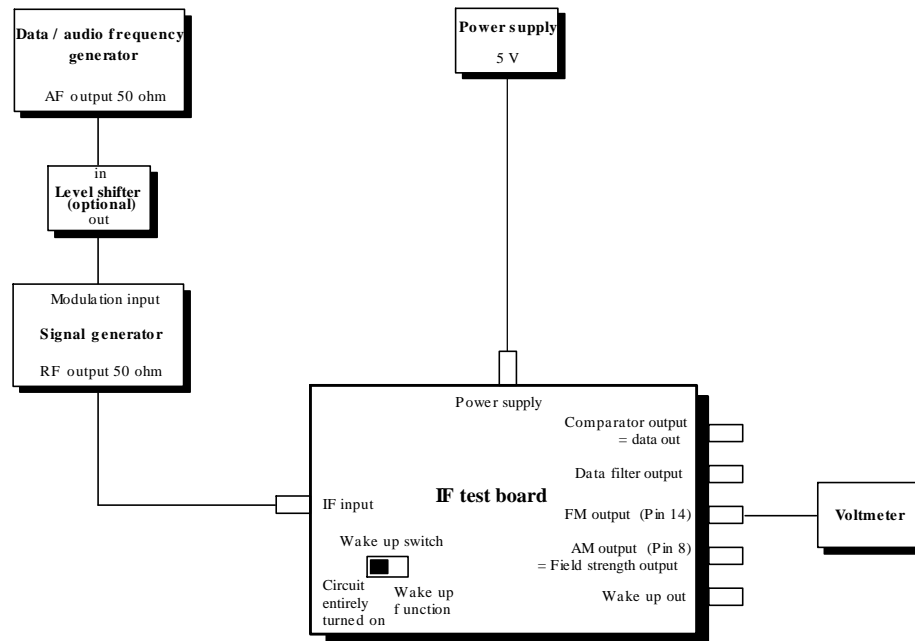 Data / audio frequency
generator
AF output 50 ohm
Power supply
5 V
in
Level shifter
(optional)
out
Modulation input
Signal generator
RF output 50 ohm
Power supply
Comparator output
= data out
Data filter output
IF input
IF test board
FM output (Pin 14)
Voltmeter
Wake up switch
AM output (Pin 8)
= Field strength output
Circuit
entirely
turned on
Wake up
function
Wake up out